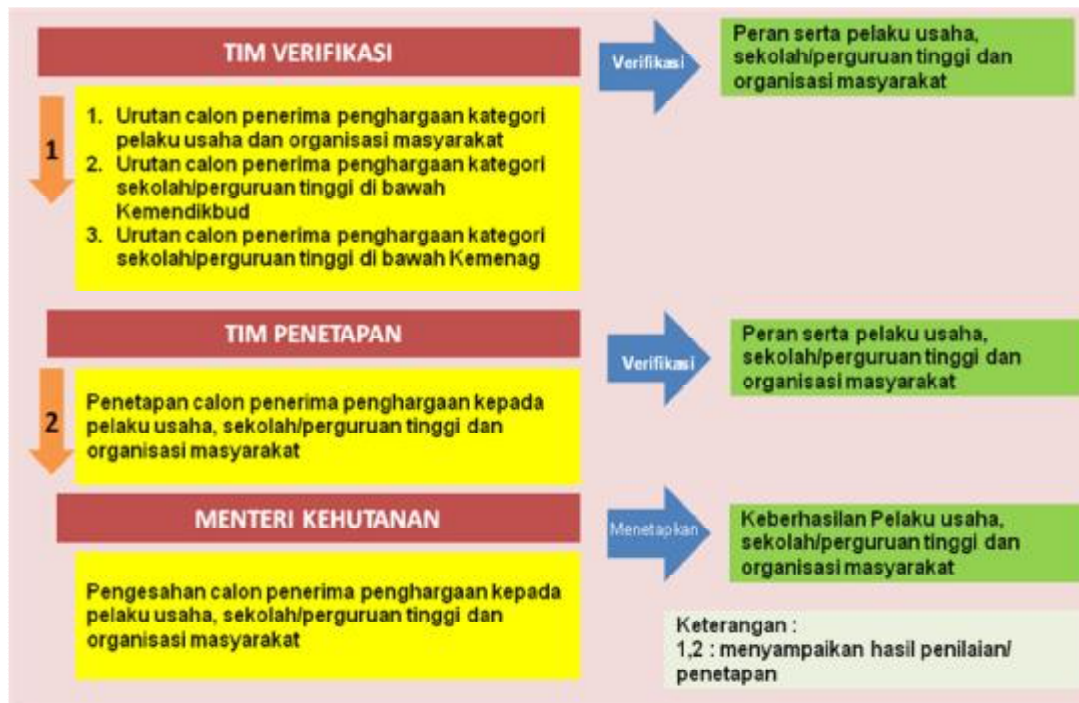 TIM VERIFIKASI
Verifikasi
Peran serta pelaku usaha,
sekolah/perguruan tinggi dan
organisasi masyarakat
1
1. Urutan calon penerima penghargaan kategori
pelaku usaha dan organisasi masyarakat
2. Urutan calon penerima penghargaan kategori
sekolah/perguruan tinggi di bawah
Kemendikbud
3. Urutan calon penerima penghargaan kategori
sekolah/perguruan tinggi di bawah Kemenag
TIM PENETAPAN
Verifikasi
Peran serta pelaku usaha,
sekolah/perguruan tinggi dan
organisasi masyarakat
2
Penetapan calon penerima penghargaan kepada
pelaku usaha, sekolah/perguruan tinggi dan
organisasi masyarakat
MENTERI KEHUTANAN
Menetapkan
Keberhasilan Pelaku usaha,
sekolah/perguruan tinggi dan
organisasi masyarakat
Pengesahan calon penerima penghargaan kepada
pelaku usaha, sekolah/perguruan tinggi dan
organisasi masyarakat
Keterangan :
1,2 : menyampaikan hasil penilaian/
penetapan